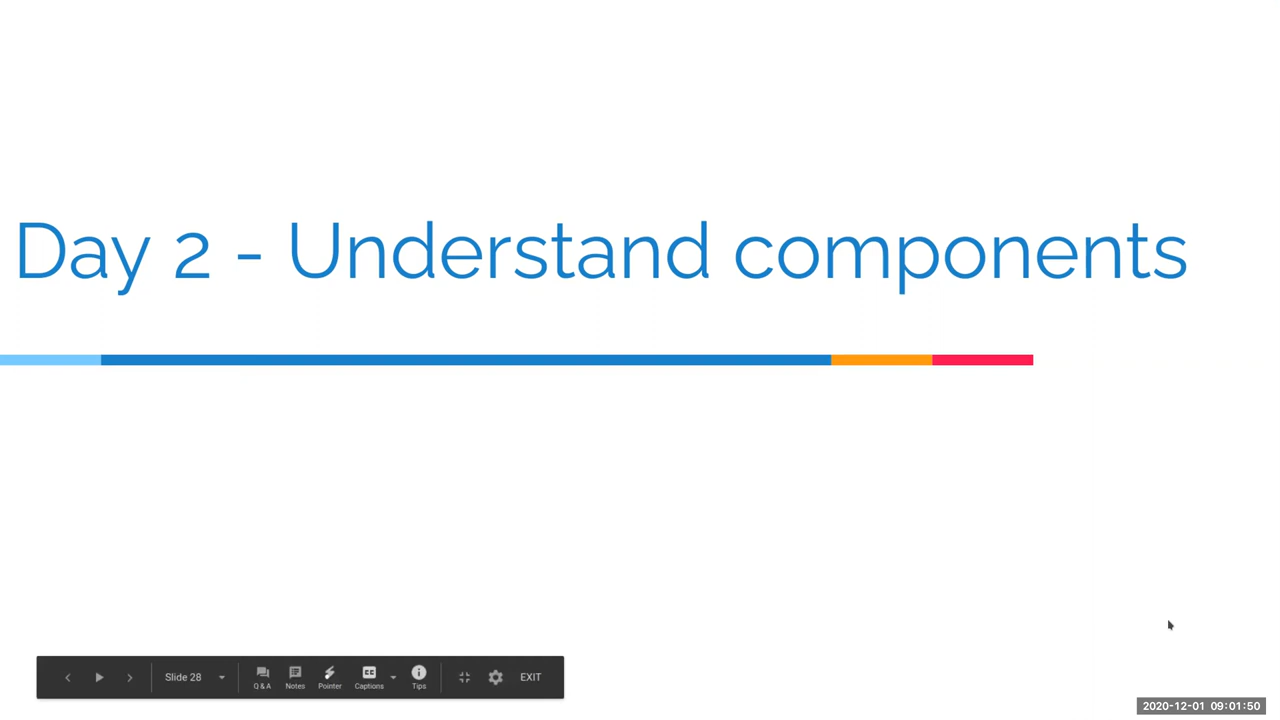 Day 2 - Understand components
Slide 28
Q & A
Notes
Pointer
Captions
Tips
EXIT
2020-12-01 09:01:50